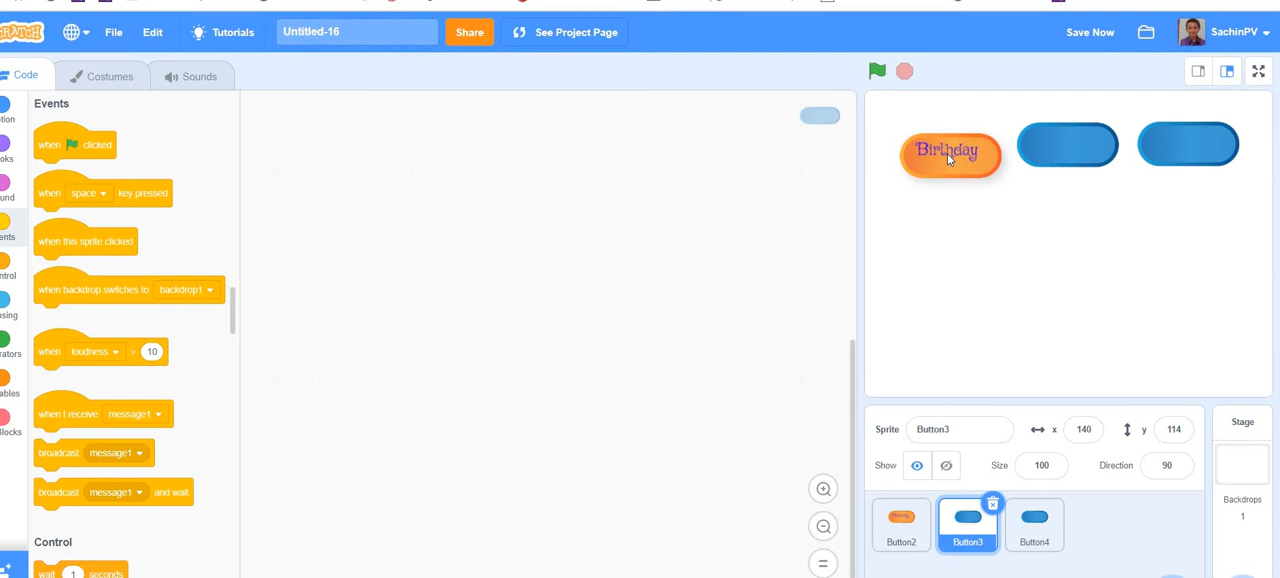 File
Edit
Tutorials
Untitled-16
Share
See Project Page
Save Now
SachinPV
Code
Costumes
Sounds
Events
when clicked
when space key pressed
when this sprite clicked
when backdrop switches to backdrop1
when loudness > 10
when I receive message1
broadcast message1
broadcast message1 and wait
Control
wait 1 seconds
Birthday
Sprite Button3 x 140 y 114
Show Size 100 Direction 90
Button2
Button3
Button4
Stage
Backdrops
1